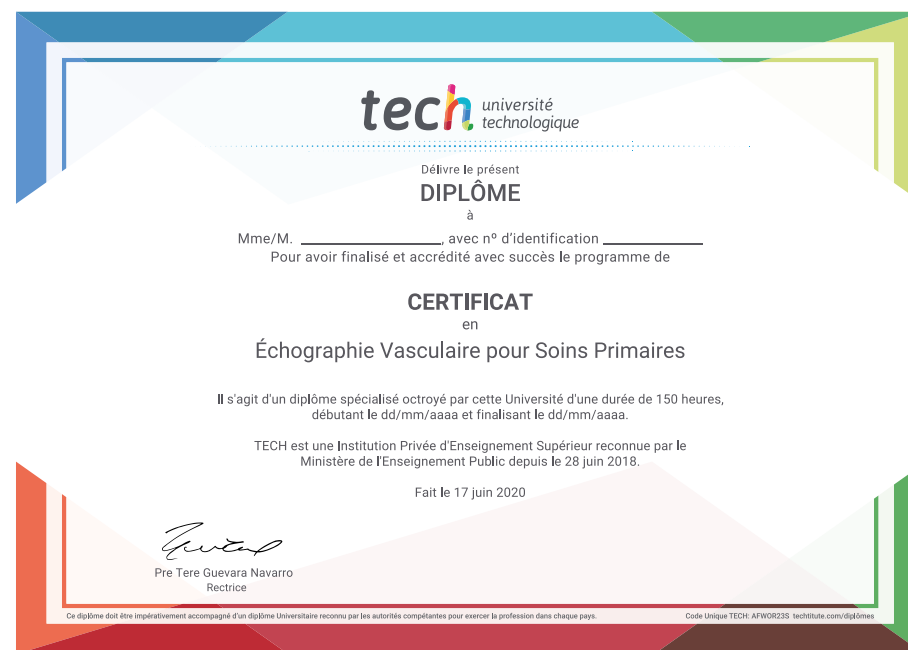 tech université
technologique
Délivre le présent
DIPLÔME
à
Mme/M. ____________________, avec nº d'identification ______________
Pour avoir finalisé et accrédité avec succès le programme de
CERTIFICAT
en
Échographie Vasculaire pour Soins Primaires
Il s'agit d'un diplôme spécialisé octroyé par cette Université d'une durée de 150 heures,
débutant le dd/mm/aaaa et finalisant le dd/mm/aaaa.
TECH est une Institution Privée d'Enseignement Supérieur reconnue par le
Ministère de l'Enseignement Public depuis le 28 juin 2018.
Fait le 17 juin 2020
Pre Tere Guevara Navarro
Rectrice
Ce diplôme doit être impérativement accompagné d'un diplôme Universitaire reconnu par les autorités compétentes pour exercer la profession dans chaque pays.
Code Unique TECH: AFWOR23S techtitute.com/diplômes